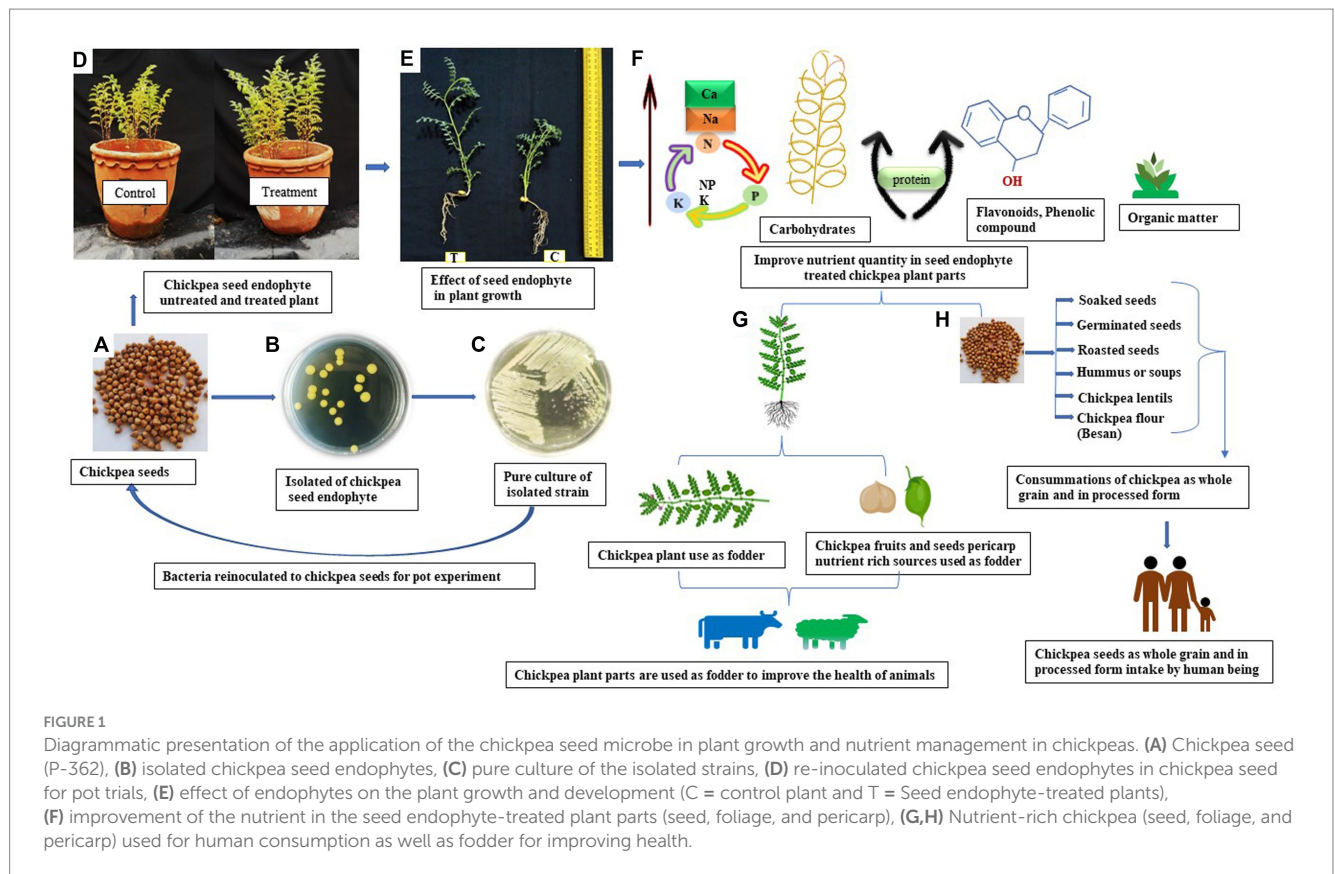 D
Control
Treatment
Chickpea seed endophyte
untreated and treated plant
E
T
C
Effect of seed endophyte
in plant growth
F
Ca
Na
N
NP
K
K
P
Carbohydrates
protein
O
OH
Flavonoids, Phenolic
compound
Organic matter
Improve nutrient quantity in seed endophyte
treated chickpea plant parts
A
Chickpea seeds
B
Isolated of chickpea
seed endophyte
C
Pure culture of
isolated strain
Bacteria reinoculated to chickpea seeds for pot experiment
G
H
Soaked seeds
Germinated seeds
Roasted seeds
Hummus or soups
Chickpea lentils
Chickpea flour
(Besan)
Chickpea plant use as fodder
Chickpea fruits and seeds pericarp
nutrient rich sources used as fodder
Consummations of chickpea as whole
grain and in processed form
Chickpea plant parts are used as fodder to improve the health of animals
Chickpea seeds as whole grain and in
processed form intake by human being
FIGURE 1
Diagrammatic presentation of the application of the chickpea seed microbe in plant growth and nutrient management in chickpeas. (A) Chickpea seed
(P-362), (B) isolated chickpea seed endophytes, (C) pure culture of the isolated strains, (D) re-inoculated chickpea seed endophytes in chickpea seed
for pot trials, (E) effect of endophytes on the plant growth and development (C = control plant and T = Seed endophyte-treated plants),
(F) improvement of the nutrient in the seed endophyte-treated plant parts (seed, foliage, and pericarp), (G,H) Nutrient-rich chickpea (seed, foliage, and
pericarp) used for human consumption as well as fodder for improving health.